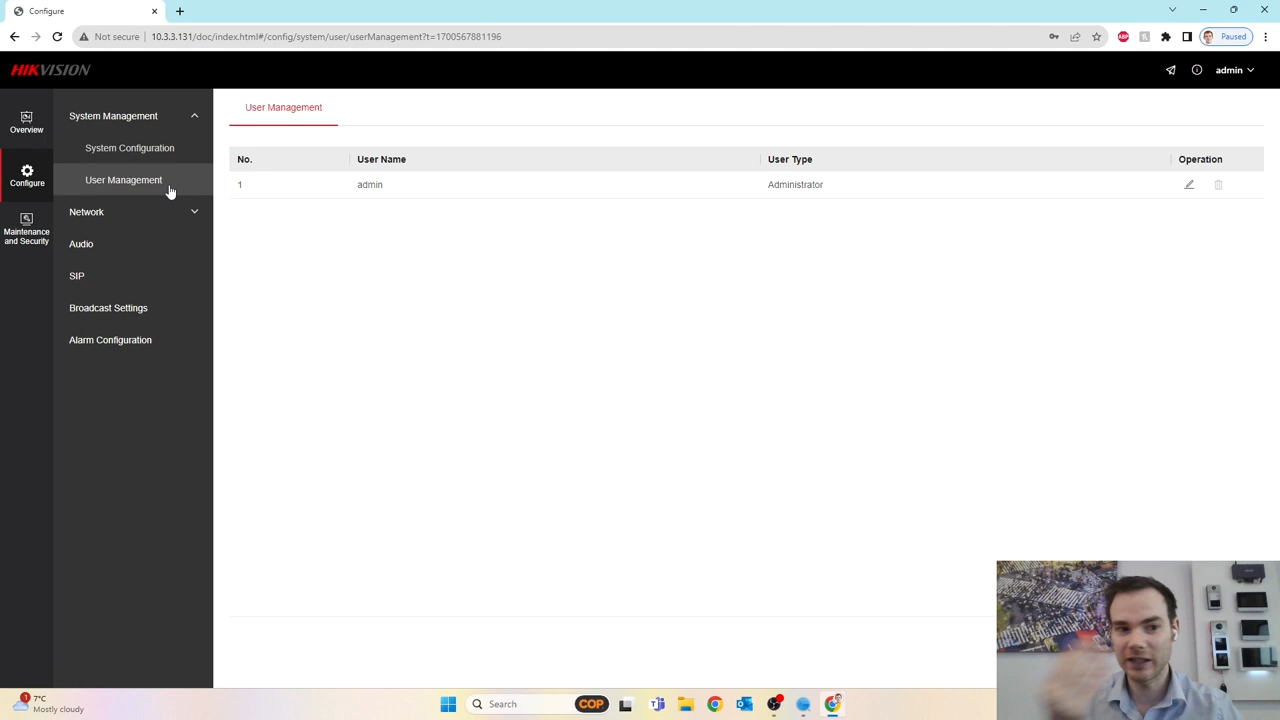 Configure
Not secure
10.3.3.131/doc/index.html#/config/system/user/userManagement?t=1700567881196
ABP
Paused
HIKVISION
admin
Overview
Configure
Maintenance
and Security
System Management
System Configuration
User Management
Network
Audio
SIP
Broadcast Settings
Alarm Configuration
User Management
No.
User Name
User Type
Operation
1
admin
Administrator
1
7°C
Mostly cloudy
Search
COP